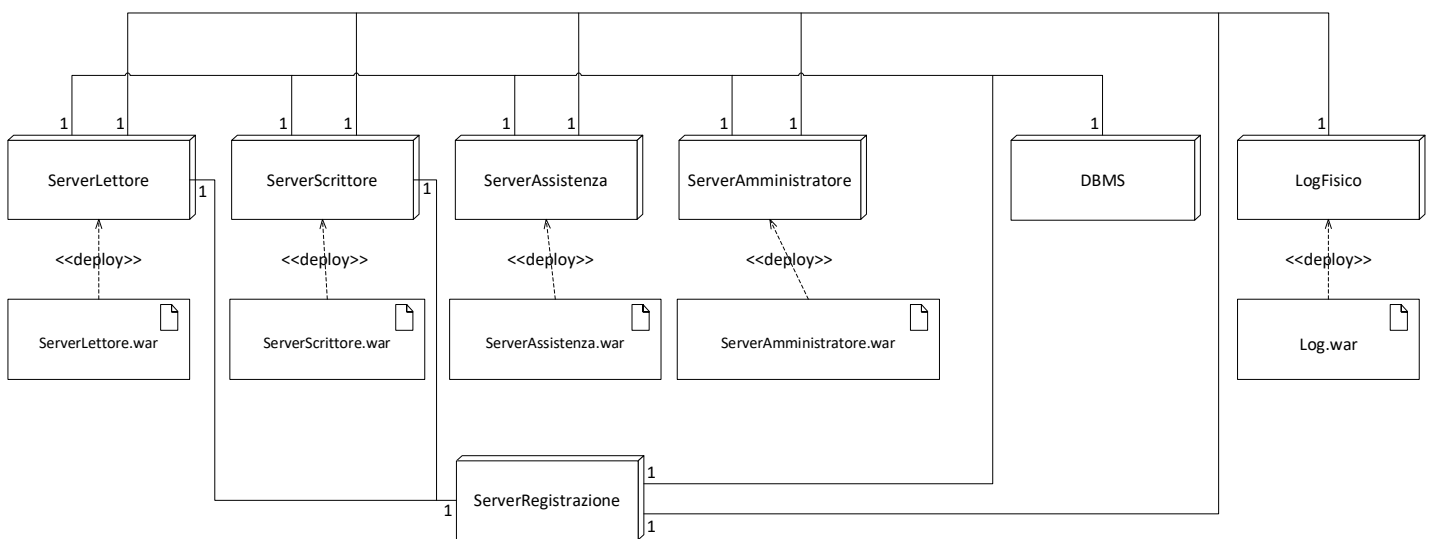 1 1 1 1 1 1 1 1 1 1
ServerLettore ServerScrittore ServerAssistenza ServerAmministratore DBMS LogFisico
1 1
<<deploy>> <<deploy>> <<deploy>> <<deploy>> <<deploy>>
ServerLettore.war ServerScrittore.war ServerAssistenza.war ServerAmministratore.war Log.war
1
ServerRegistrazione
1 1